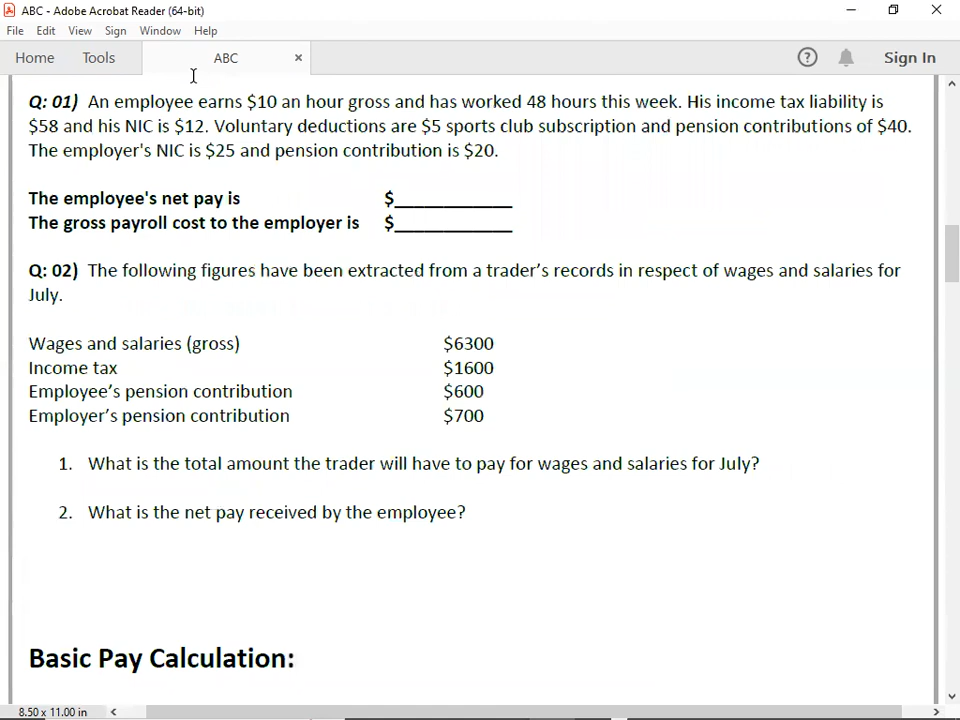 ABC - Adobe Acrobat Reader (64-bit)
File Edit View Sign Window Help
Home Tools ABC × ? Sign In
Q: 01) An employee earns $10 an hour gross and has worked 48 hours this week. His income tax liability is
$58 and his NIC is $12. Voluntary deductions are $5 sports club subscription and pension contributions of $40.
The employer's NIC is $25 and pension contribution is $20.
The employee's net pay is $____________
The gross payroll cost to the employer is $____________
Q: 02) The following figures have been extracted from a trader’s records in respect of wages and salaries for
July.
Wages and salaries (gross) $6300
Income tax $1600
Employee’s pension contribution $600
Employer’s pension contribution $700
1. What is the total amount the trader will have to pay for wages and salaries for July?
2. What is the net pay received by the employee?
Basic Pay Calculation:
8.50 x 11.00 in